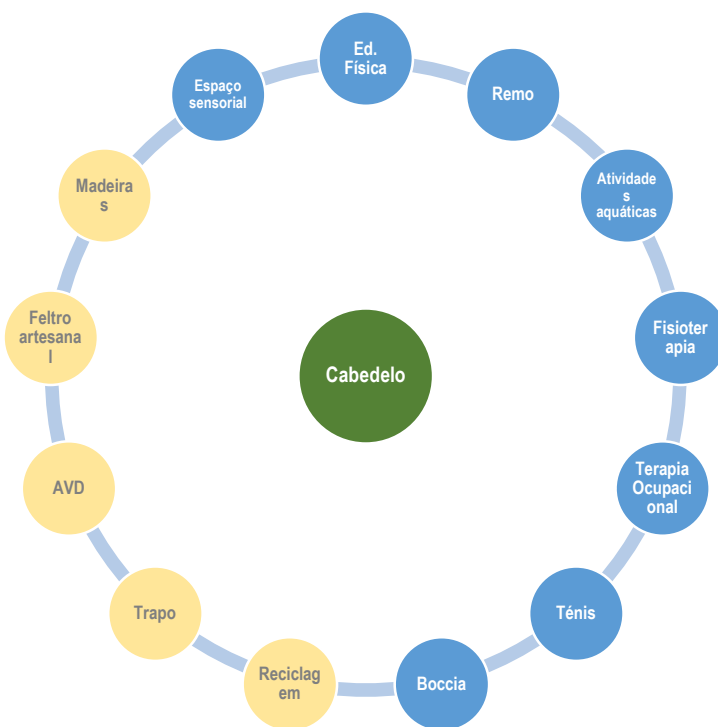 Ed.
Física
Remo
Atividade
s
aquáticas
Fisioter
apia
Terapia
Ocupaci
onal
Ténis
Boccia
Reciclag
em
Trapo
AVD
Feltro
artesana
l
Madeira
s
Espaço
sensorial
Cabedelo